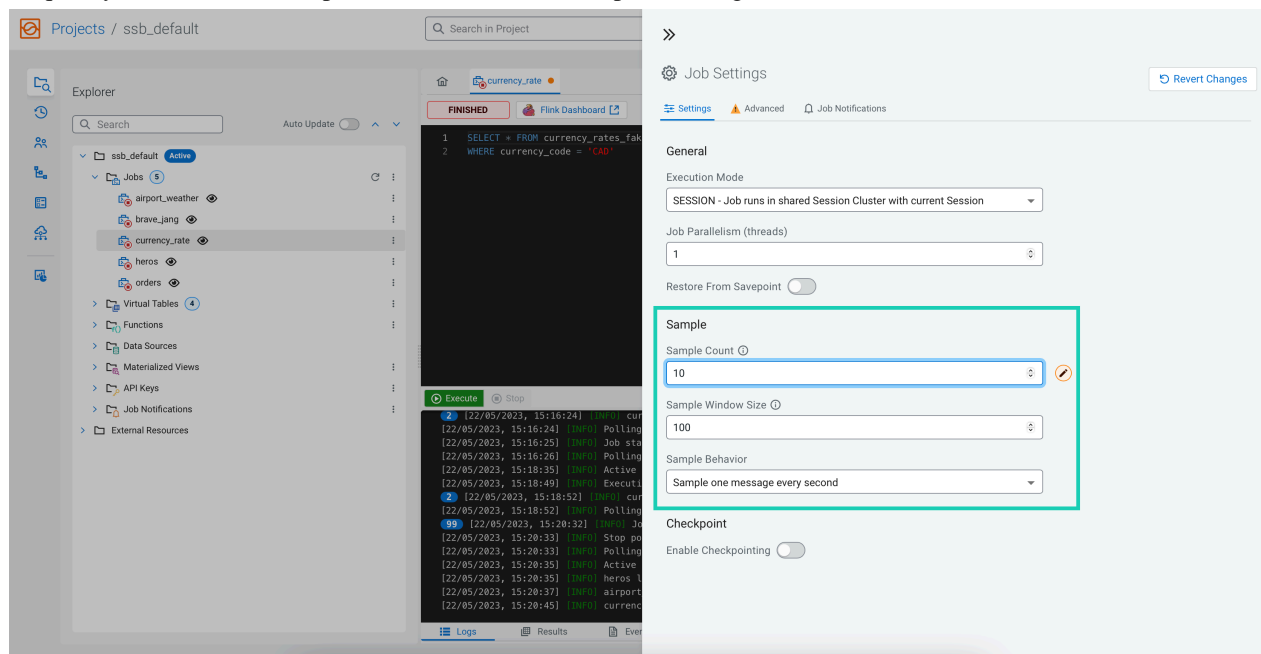 Projects / ssb_default
Search in Project
Explorer
Search
Auto Update
ssb_default Active
Jobs 5
airport_weather
brave_jang
currency_rate
heros
orders
Virtual Tables 4
Functions
Data Sources
Materialized Views
API Keys
Job Notifications
External Resources
currency_rate
FINISHED
Flink Dashboard
1 SELECT * FROM currency_rates_fak
2 WHERE currency_code = 'CAD'
Execute
Stop
2 [22/05/2023, 15:16:24] [INFO] cur
[22/05/2023, 15:16:24] [INFO] Polling
[22/05/2023, 15:16:25] [INFO] Job sta
[22/05/2023, 15:16:26] [INFO] Polling
[22/05/2023, 15:18:35] [INFO] Active
[22/05/2023, 15:18:49] [INFO] Executi
2 [22/05/2023, 15:18:52] [INFO] cur
[22/05/2023, 15:18:52] [INFO] Polling
99 [22/05/2023, 15:20:32] [INFO] Jo
[22/05/2023, 15:20:33] [INFO] Stop po
[22/05/2023, 15:20:33] [INFO] Polling
[22/05/2023, 15:20:35] [INFO] Active
[22/05/2023, 15:20:35] [INFO] heros l
[22/05/2023, 15:20:37] [INFO] airport
[22/05/2023, 15:20:45] [INFO] currenc
Logs
Results
Ever
Job Settings
Revert Changes
Settings
Advanced
Job Notifications
General
Execution Mode
SESSION - Job runs in shared Session Cluster with current Session
Job Parallelism (threads)
1
Restore From Savepoint
Sample
Sample Count
10
Sample Window Size
100
Sample Behavior
Sample one message every second
Checkpoint
Enable Checkpointing